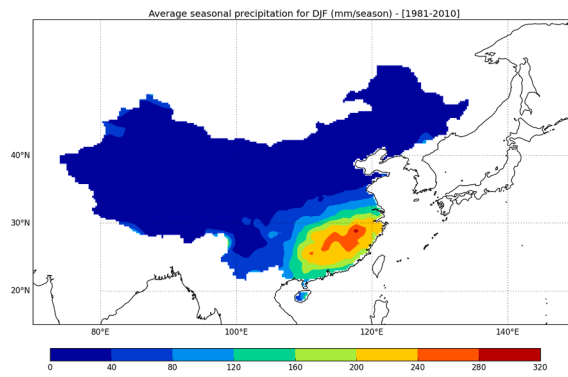 Average seasonal precipitation for DJF (mm/season) - [1981-2010]
40°N
30°N
20°N
80°E 100°E 120°E 140°E
0 40 80 120 160 200 240 280 320